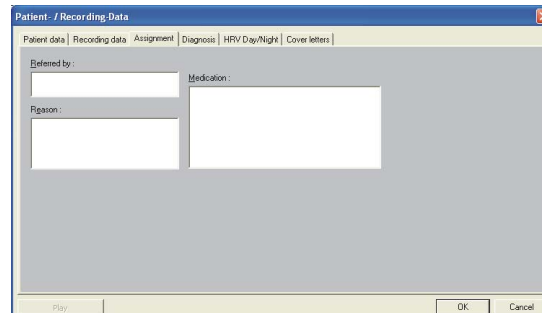 Patient- / Recording-Data
Patient data Recording data Assignment Diagnosis HRV Day/Night Cover letters
Referred by :
Medication :
Reason :
Play OK Cancel